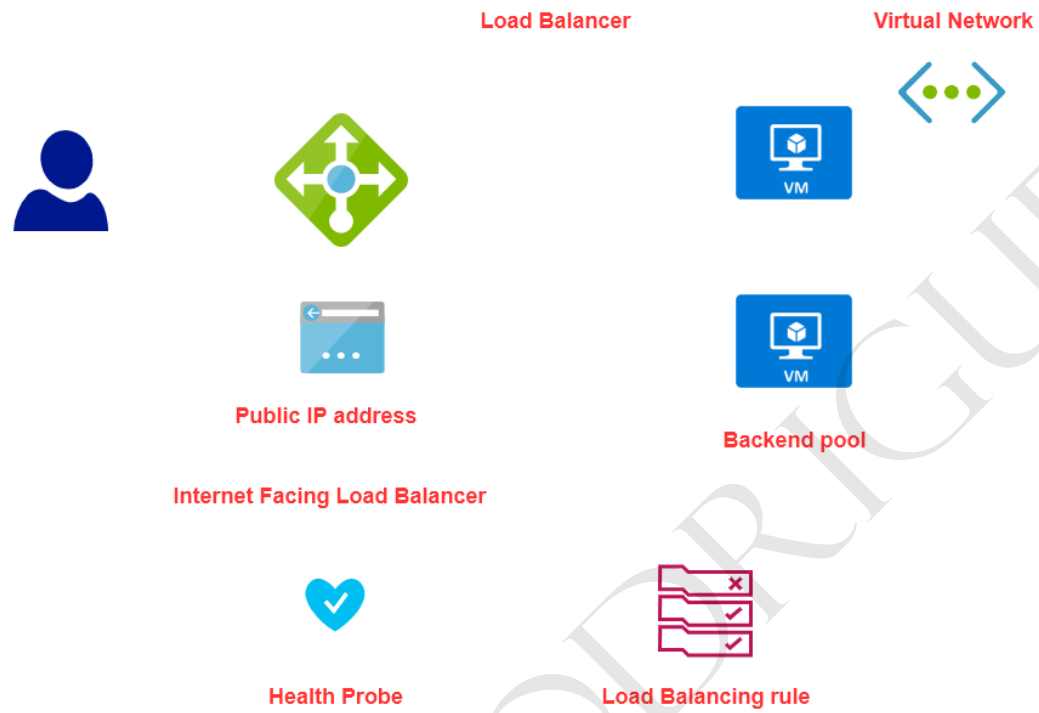 Load Balancer
Virtual Network
VM
VM
Public IP address
Backend pool
Internet Facing Load Balancer
Health Probe
Load Balancing rule